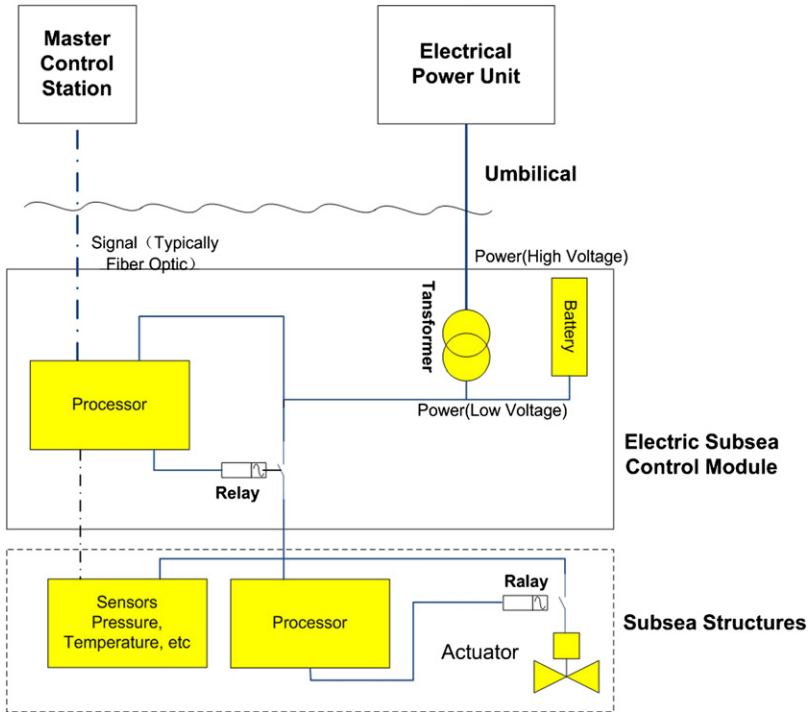 Master
Control
Station
Electrical
Power Unit
Umbilical
Signal（Typically
Fiber Optic）
Power(High Voltage)
Tansformer
Battery
Processor
Power(Low Voltage)
Electric Subsea
Control Module
Relay
Sensors
Pressure,
Temperature, etc
Processor
Ralay
Actuator
Subsea Structures